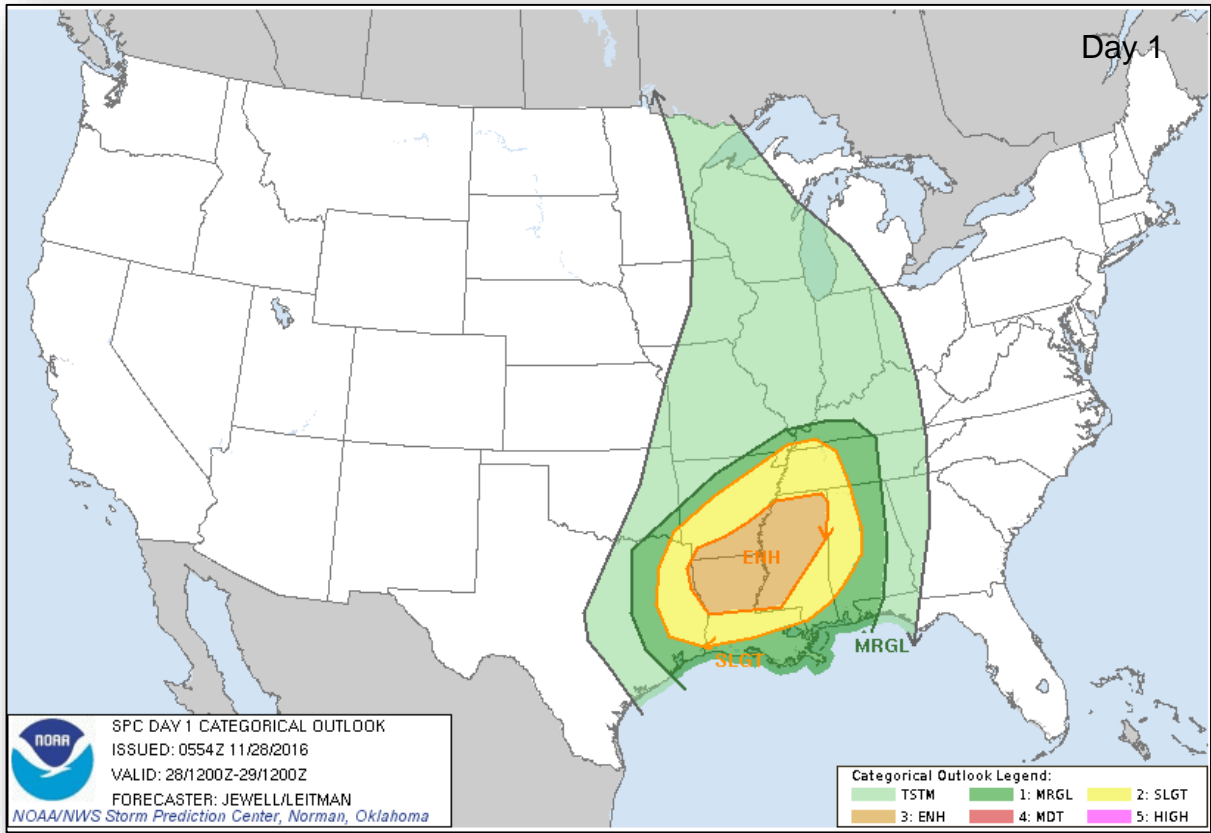 Day 1
ENH
MRGL
SLGT
NOAA
SPC DAY 1 CATEGORICAL OUTLOOK
ISSUED: 0554Z 11/28/2016
VALID: 28/1200Z-29/1200Z
FORECASTER: JEWELL/LEITMAN
NOAA/NWS Storm Prediction Center, Norman, Oklahoma
Categorical Outlook Legend:
TSTM 1: MRGL 2: SLGT
3: ENH 4: MDT 5: HIGH